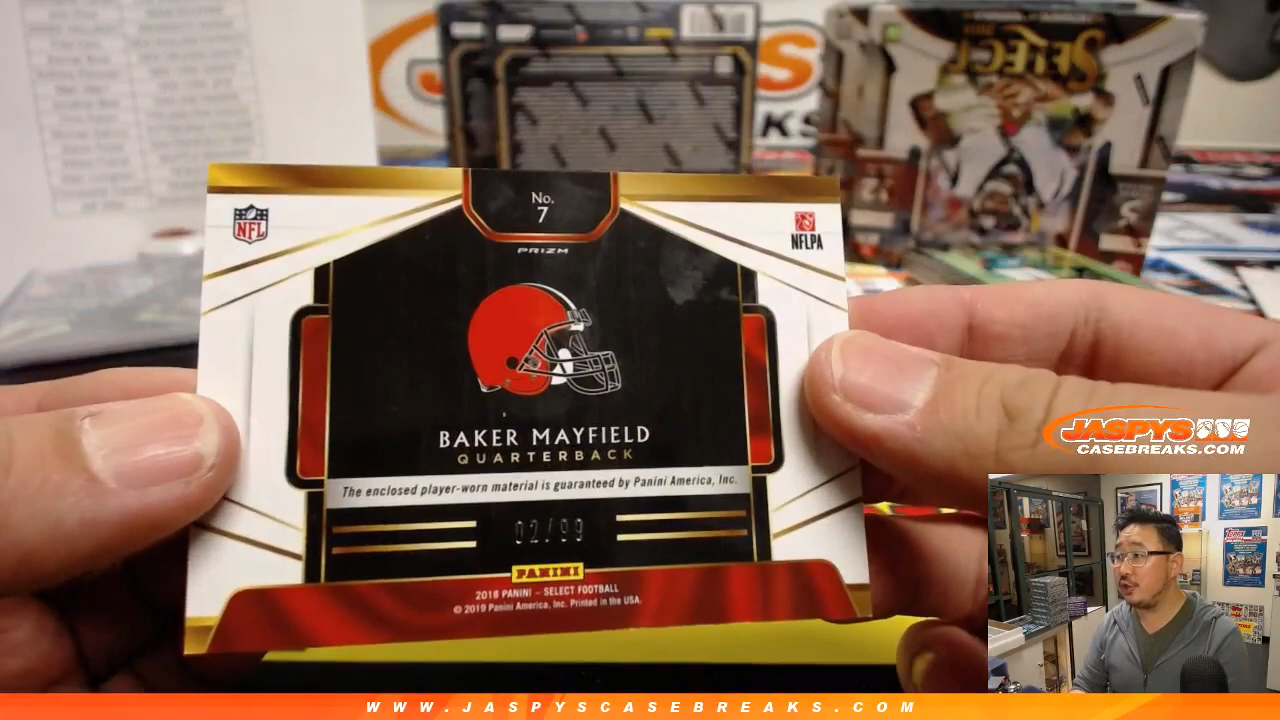 SELECT
No.
7
NFL
NFLPA
PRIZM
BAKER MAYFIELD
QUARTERBACK
The enclosed player-worn material is guaranteed by Panini America, Inc.
02/99
PANINI
2018 PANINI – SELECT FOOTBALL
© 2019 Panini America, Inc. Printed in the USA.
JASPYS
CASEBREAKS.COM
WWW.JASPYSCASEBREAKS.COM